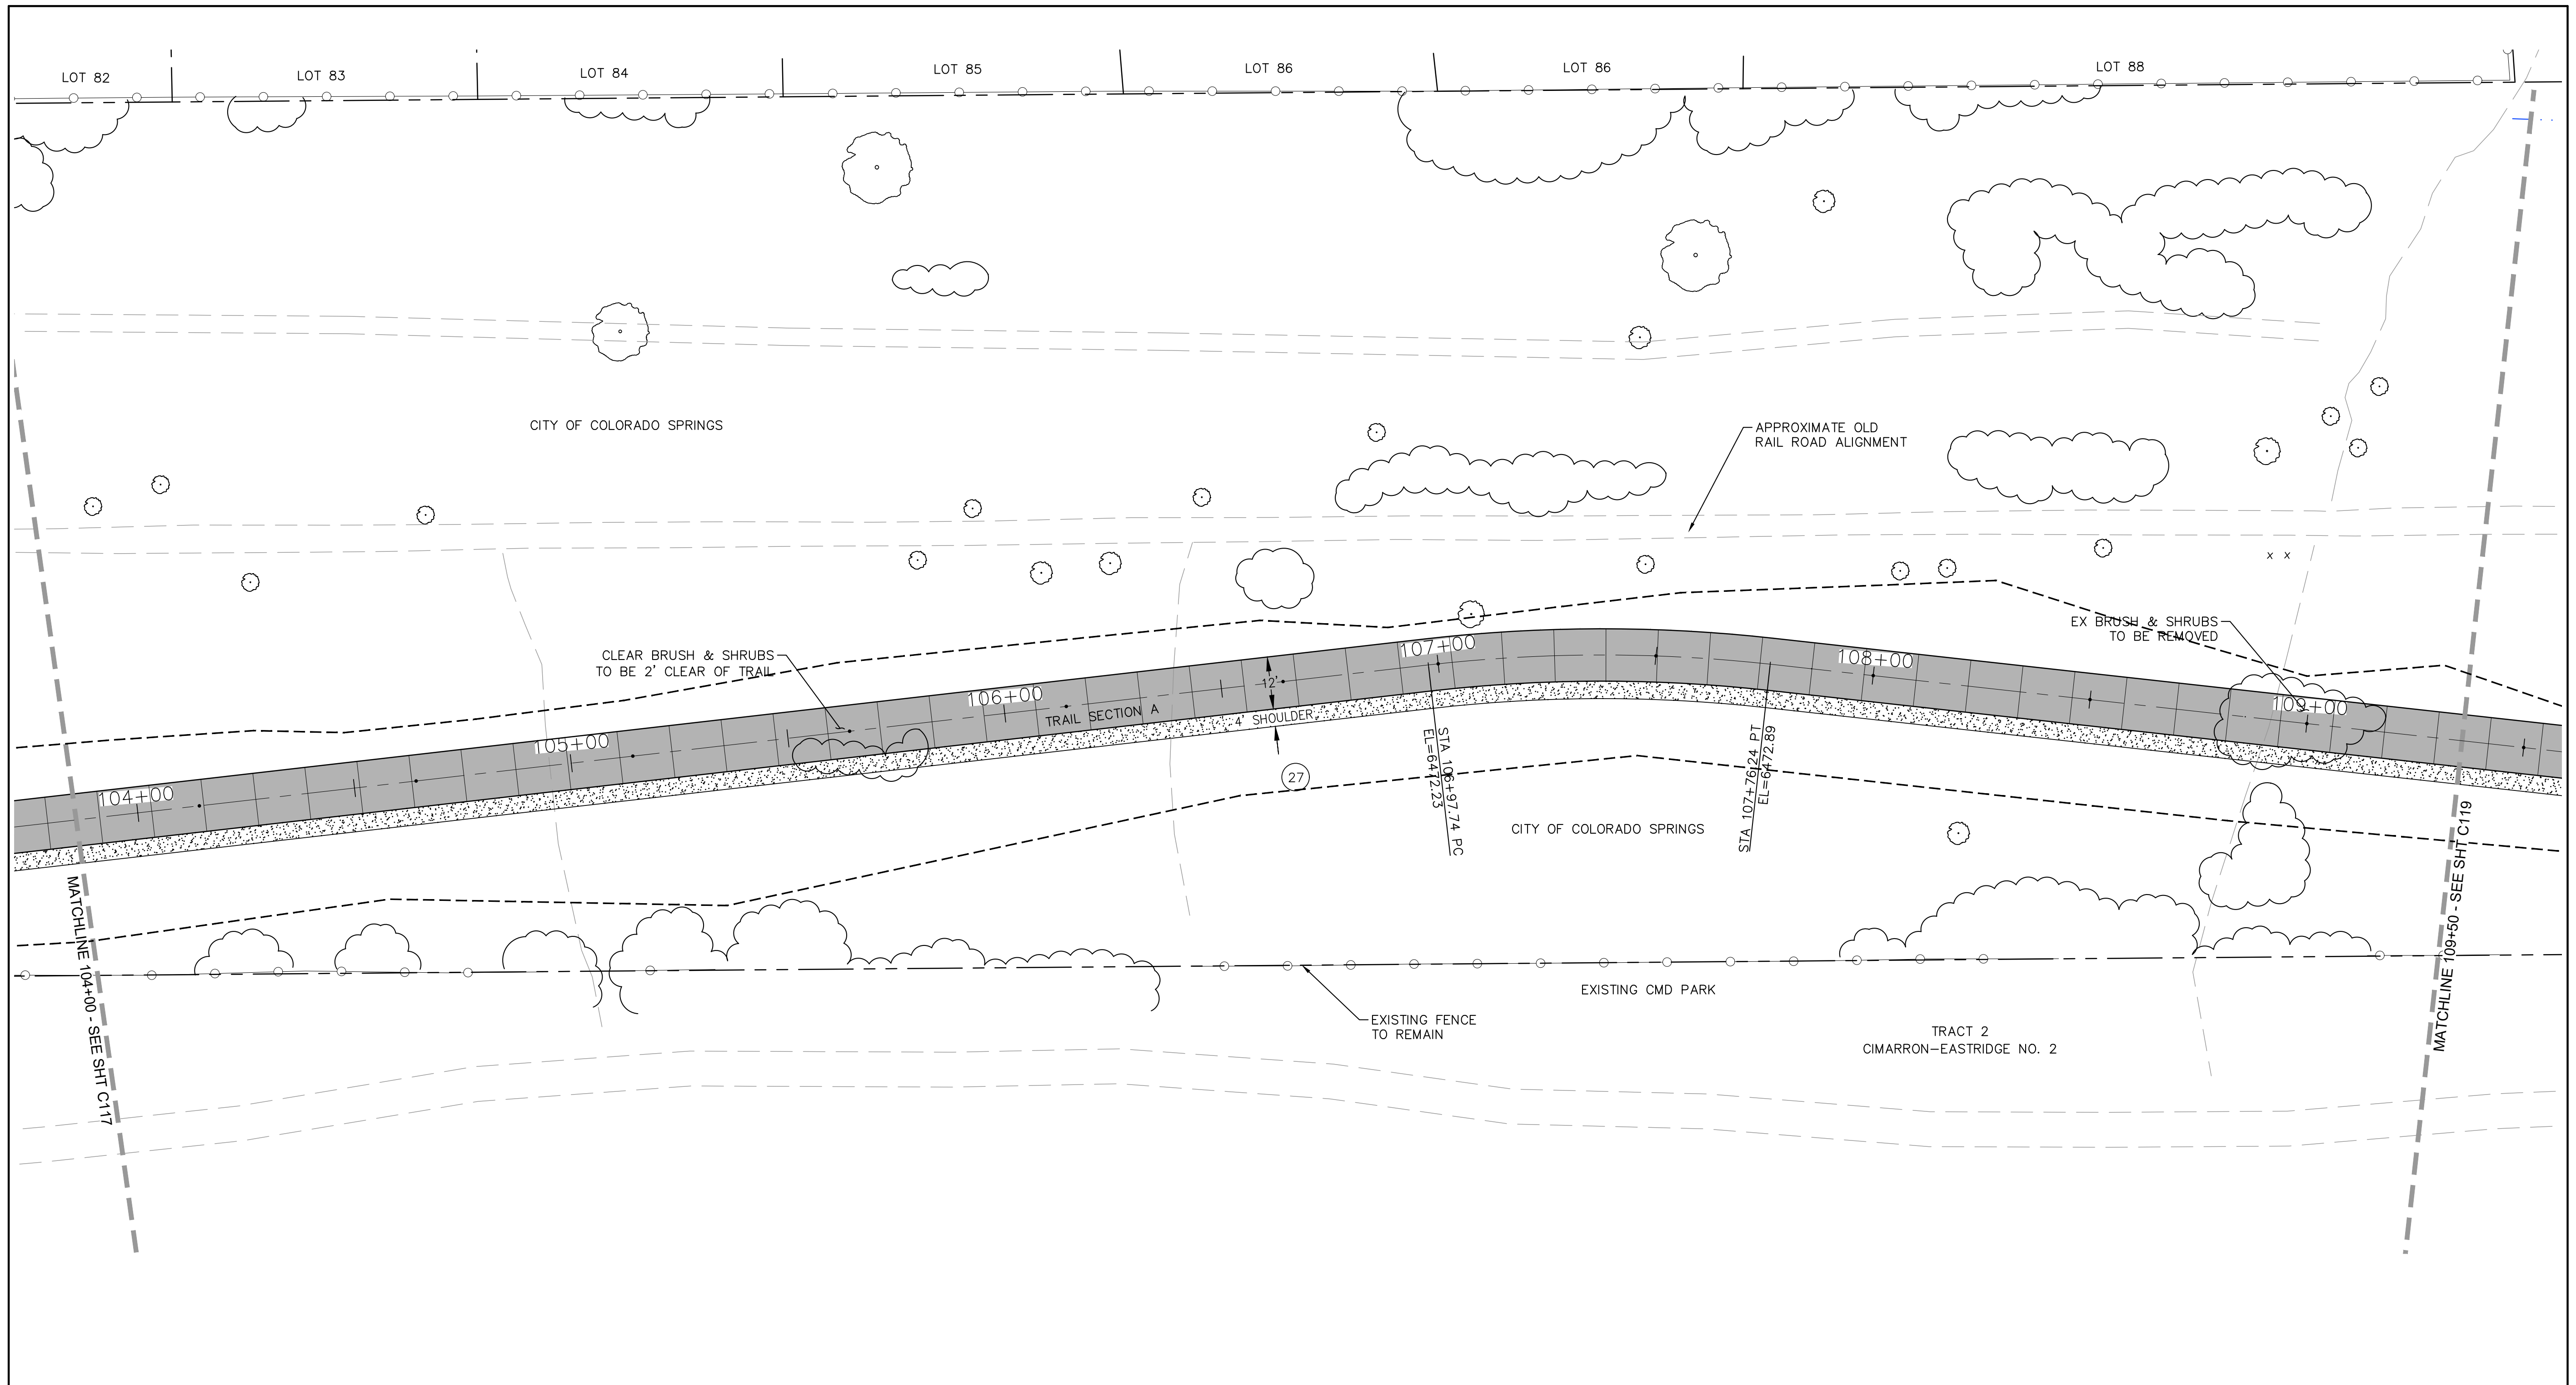 LOT 82
LOT 83
LOT 84
LOT 85
LOT 86
LOT 86
LOT 88
CITY OF COLORADO SPRINGS
APPROXIMATE OLD
RAIL ROAD ALIGNMENT
x x
EX BRUSH & SHRUBS
TO BE REMOVED
CLEAR BRUSH & SHRUBS
TO BE 2' CLEAR OF TRAIL
104+00
105+00
106+00
107+00
108+00
109+00
TRAIL SECTION A
12'
4' SHOULDER
27
STA 106+97.74 PC
EL=6472.23
STA 107+76.24 PT
EL=6472.89
CITY OF COLORADO SPRINGS
MATCHLINE 104+00 - SEE SHT C117
MATCHLINE 109+50 - SEE SHT C119
EXISTING CMD PARK
EXISTING FENCE
TO REMAIN
TRACT 2
CIMARRON-EASTRIDGE NO. 2